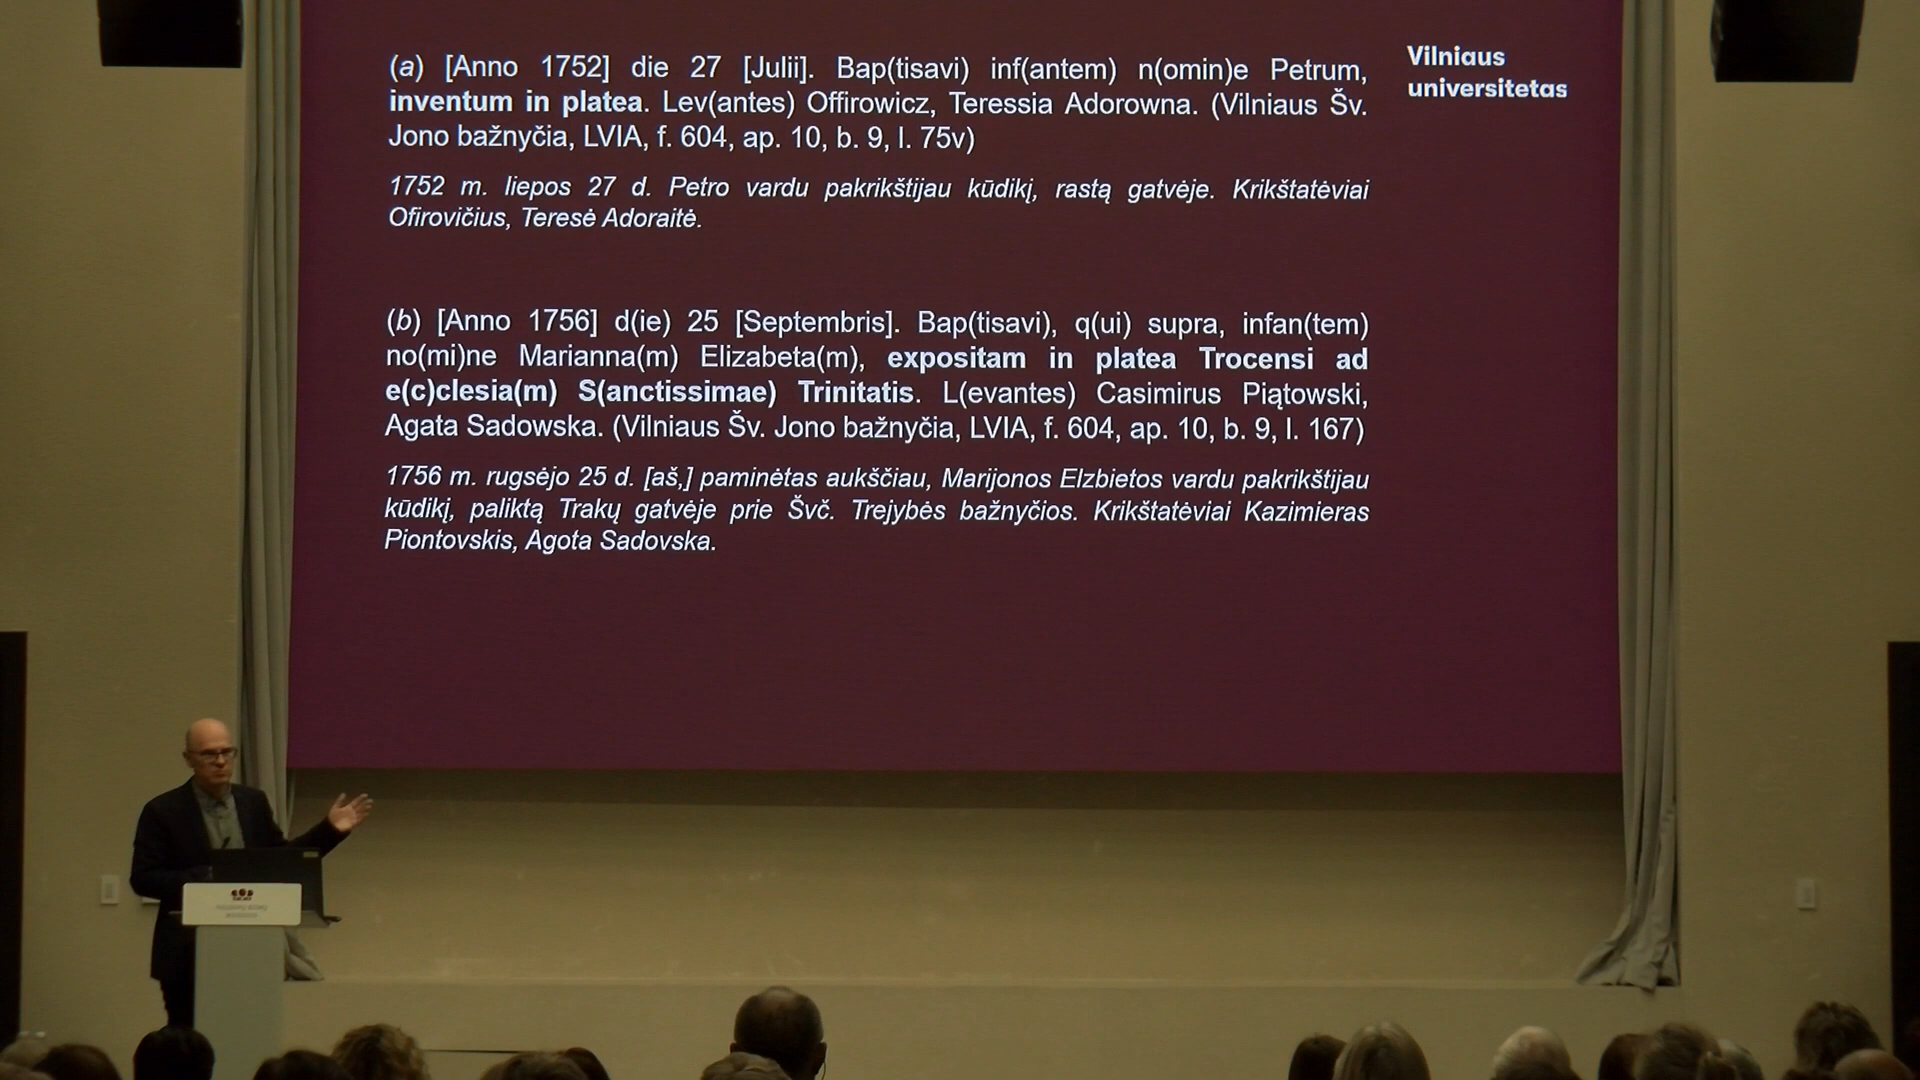 (a) [Anno 1752] die 27 [Julii]. Bap(tisavi) inf(antem) n(omin)e Petrum,
inventum in platea. Lev(antes) Offirowicz, Teressia Adorowna. (Vilniaus Šv.
Jono bažnyčia, LVIA, f. 604, ap. 10, b. 9, l. 75v)
1752 m. liepos 27 d. Petro vardu pakrikštijau kūdikį, rastą gatvėje. Krikštatėviai
Ofirovičius, Teresė Adoraitė.
(b) [Anno 1756] d(ie) 25 [Septembris]. Bap(tisavi), q(ui) supra, infan(tem)
no(mi)ne Marianna(m) Elizabeta(m), expositam in platea Trocensi ad
e(c)clesia(m) S(anctissimae) Trinitatis. L(evantes) Casimirus Piątowski,
Agata Sadowska. (Vilniaus Šv. Jono bažnyčia, LVIA, f. 604, ap. 10, b. 9, l. 167)
1756 m. rugsėjo 25 d. [aš,] paminėtas aukščiau, Marijonos Elzbietos vardu pakrikštijau
kūdikį, paliktą Trakų gatvėje prie Švč. Trejybės bažnyčios. Krikštatėviai Kazimieras
Piontovskis, Agota Sadovska.
Vilniaus
universitetas